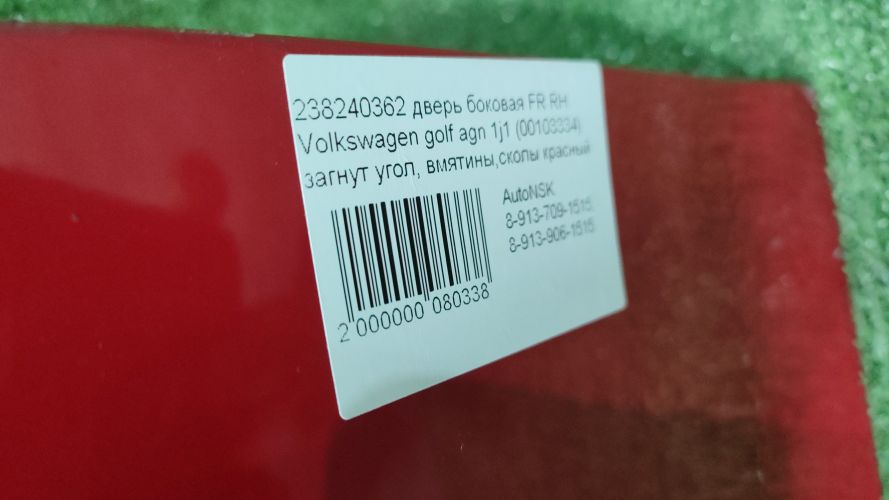 238240362 дверь боковая FR RH
Volkswagen golf agn 1j1 (00103334)
загнут угол, вмятины,сколы красный
AutoNSK
8-913-709-1515,
8-913-906-1515
2 000000 080338